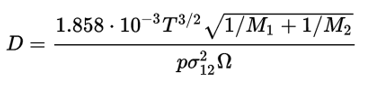 D = \frac{1.858 \cdot 10^{-3} T^{3/2} \sqrt{1/M_1 + 1/M_2}}{p\sigma_{12}^2 \Omega}